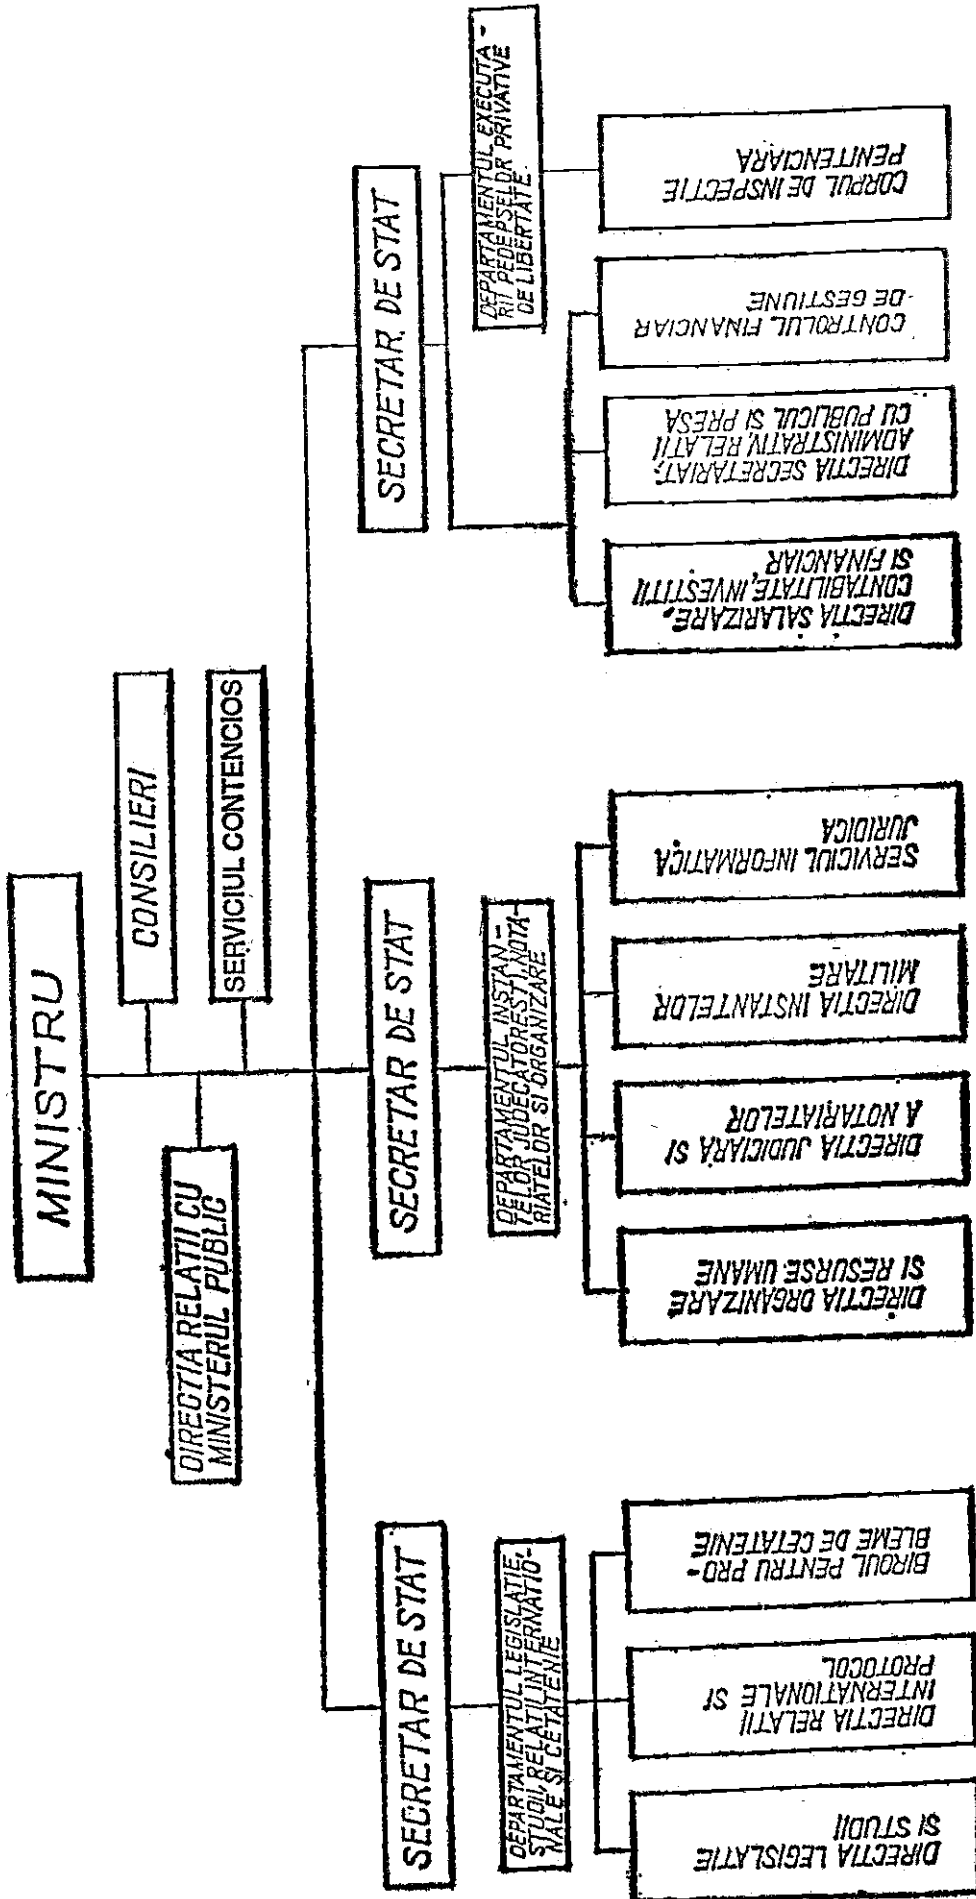 MINISTRU
CONSILIERI
SERVICIUL CONTENCIOS
DIRECTIA RELATII CU
MINISTERUL PUBLIC
SECRETAR DE STAT
SECRETAR DE STAT
SECRETAR DE STAT
DEPARTAMENTUL LEGISLATIE,
STUDII, RELATII INTERNATIO-
NALE SI CETATENIE
DEPARTAMENTUL INSTAN-
TELOR JUDECATORESTI, NOTA-
RIATELOR SI ORGANIZARE
DEPARTAMENTUL EXECUTA-
RII PEDEPSELOR PRIVATIVE
DE LIBERTATE
DIRECTIA LEGISLATIE
SI STUDII
DIRECTIA RELATII
INTERNATIONALE SI
PROTOCOL
BIROUL PENTRU PRO-
BLEME DE CETATENIE
DIRECTIA ORGANIZARE
SI RESURSE UMANE
DIRECTIA JUDICIARA SI
A NOTARIATELOR
DIRECTIA INSTANTELOR
MILITARE
SERVICIUL INFORMATICA
JURIDICA
DIRECTIA SALARIZARE,
CONTABILITATE, INVESTITII
SI FINANCIAR
DIRECTIA SECRETARIAT,
ADMINISTRATIV, RELATII
CU PUBLICUL SI PRESA
CONTROLUL FINANCIAR
DE GESTIUNE
CORPUL DE INSPECTIE
PENITENCIARA